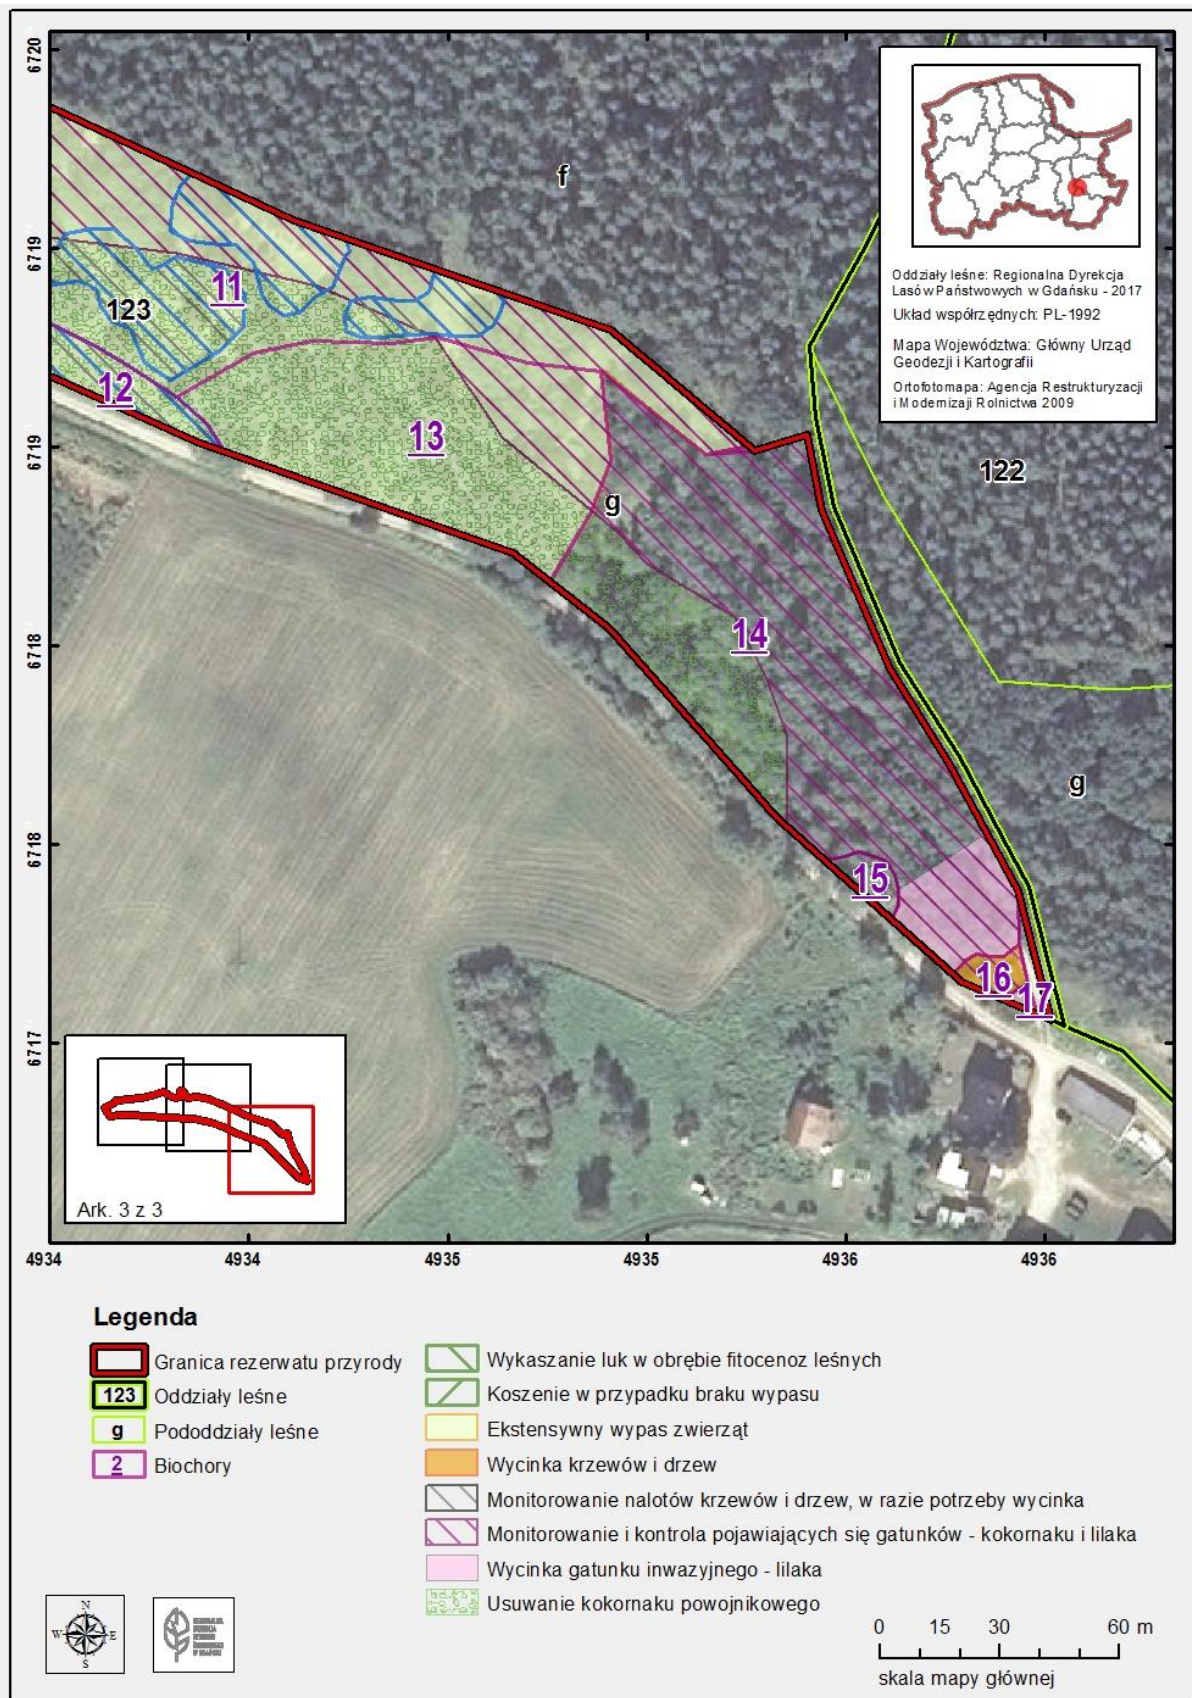 6720
6719
6719
6718
6718
6717
f
11
123
12
13
g
14
122
g
15
16
17
Oddziały leśne: Regionalna Dyrekcja
Lasów Państwowych w Gdańsku - 2017
Układ współrzędnych: PL-1992
Mapa Województwa: Główny Urząd
Geodezji i Kartografii
Ortofotomapa: Agencja Restrukturyzacji
i Modernizaji Rolnictwa 2009
Ark. 3 z 3
4934
4934
4935
4935
4936
4936
Legenda
Granica rezerwatu przyrody
123 Oddziały leśne
g Pododdziały leśne
2 Biochory
Wykaszanie luk w obrębie fitocenoz leśnych
Koszenie w przypadku braku wypasu
Ekstensywny wypas zwierząt
Wycinka krzewów i drzew
Monitorowanie nalotów krzewów i drzew, w razie potrzeby wycinka
Monitorowanie i kontrola pojawiających się gatunków - kokornaku i lilaka
Wycinka gatunku inwazyjnego - lilaka
Usuwanie kokornaku powojnikowego
N
W E
S
0 15 30 60 m
skala mapy głównej